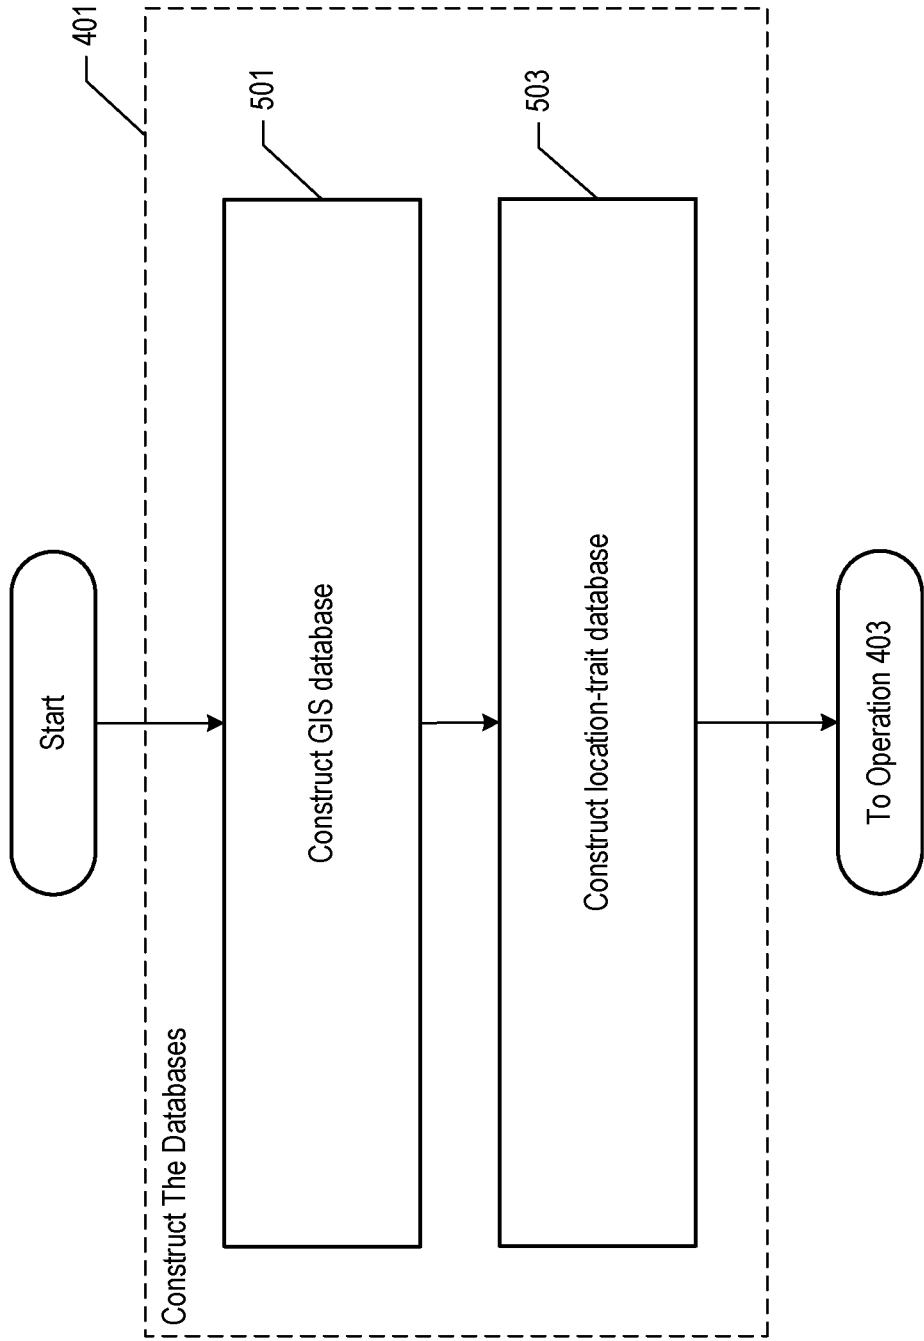 Start
401
Construct The Databases
501
Construct GIS database
503
Construct location-trait database
To Operation 403